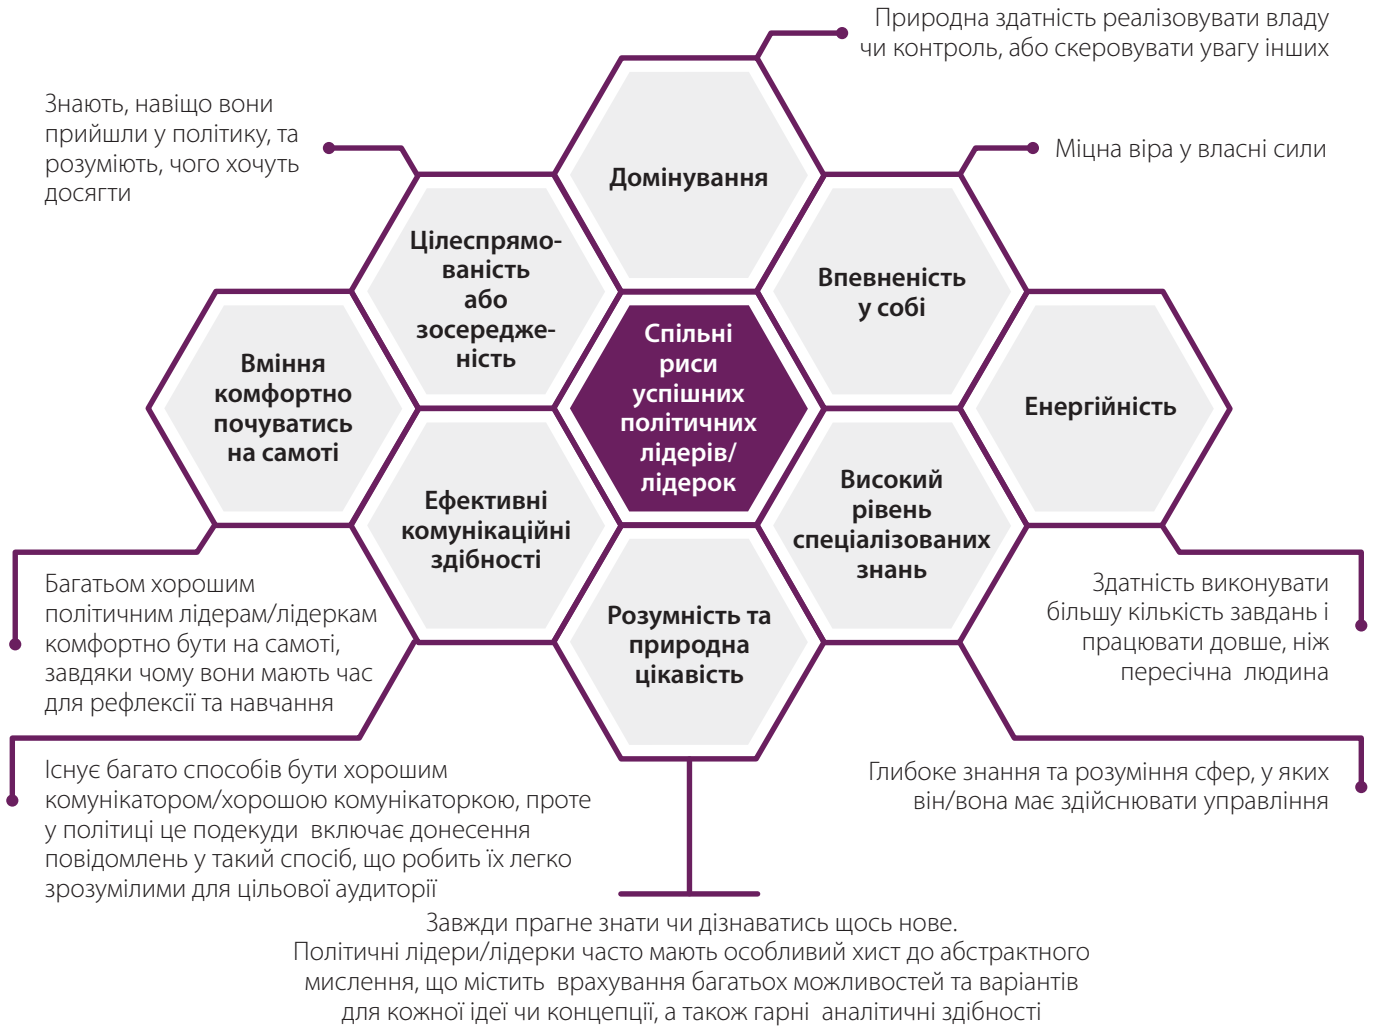 Природна здатність реалізовувати владу
чи контроль, або скеровувати увагу інших
Знають, навіщо вони
прийшли у політику, та
розуміють, чого хочуть
досягти
Міцна віра у власні сили
Домінування
Цілеспрямо-
ваність
або
зосередже-
ність
Впевненість
у собі
Вміння
комфортно
почуватись
на самоті
Спільні
риси
успішних
політичних
лідерів/
лідерок
Енергійність
Ефективні
комунікаційні
здібності
Високий
рівень
спеціалізованих
знань
Розумність та
природна
цікавість
Багатьом хорошим
політичним лідерам/лідеркам
комфортно бути на самоті,
завдяки чому вони мають час
для рефлексії та навчання
Здатність виконувати
більшу кількість завдань і
працювати довше, ніж
пересічна людина
Існує багато способів бути хорошим
комунікатором/хорошою комунікаторкою, проте
у політиці це подекуди включає донесення
повідомлень у такий спосіб, що робить їх легко
зрозумілими для цільової аудиторії
Глибоке знання та розуміння сфер, у яких
він/вона має здійснювати управління
Завжди прагне знати чи дізнаватись щось нове.
Політичні лідери/лідерки часто мають особливий хист до абстрактного
мислення, що містить врахування багатьох можливостей та варіантів
для кожної ідеї чи концепції, а також гарні аналітичні здібності